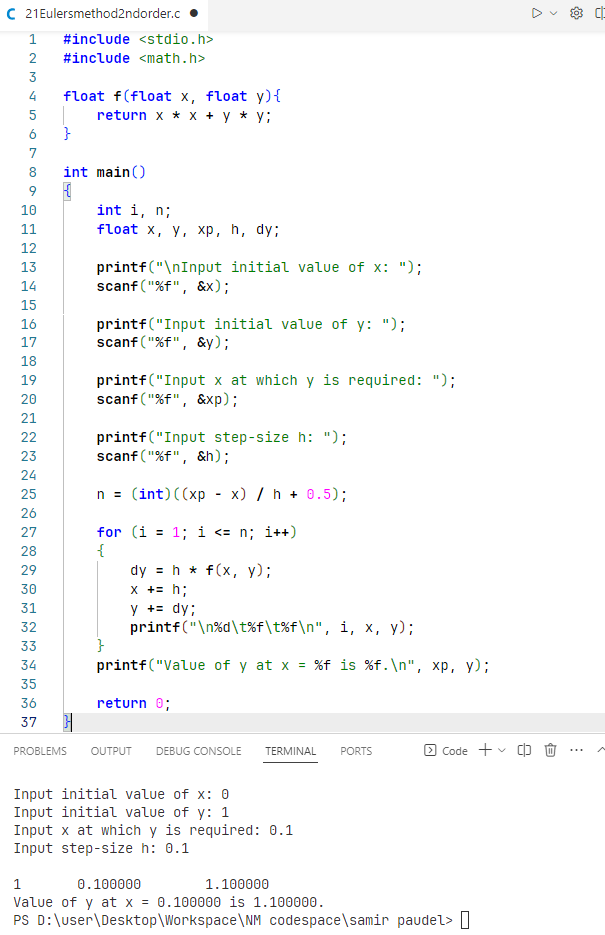 C 21Eulersmethod2ndorder.c
1 #include <stdio.h>
2 #include <math.h>
3
4 float f(float x, float y){
5     return x * x + y * y;
6 }
7
8 int main()
9 {
10     int i, n;
11     float x, y, xp, h, dy;
12
13     printf("\nInput initial value of x: ");
14     scanf("%f", &x);
15
16     printf("Input initial value of y: ");
17     scanf("%f", &y);
18
19     printf("Input x at which y is required: ");
20     scanf("%f", &xp);
21
22     printf("Input step-size h: ");
23     scanf("%f", &h);
24
25     n = (int)((xp - x) / h + 0.5);
26
27     for (i = 1; i <= n; i++)
28     {
29         dy = h * f(x, y);
30         x += h;
31         y += dy;
32         printf("\n%d\t%f\t%f\n", i, x, y);
33     }
34     printf("Value of y at x = %f is %f.\n", xp, y);
35
36     return 0;
37 }
PROBLEMS OUTPUT DEBUG CONSOLE TERMINAL PORTS Code
Input initial value of x: 0
Input initial value of y: 1
Input x at which y is required: 0.1
Input step-size h: 0.1
1 0.100000 1.100000
Value of y at x = 0.100000 is 1.100000.
PS D:\user\Desktop\Workspace\NM codespace\samir paudel>